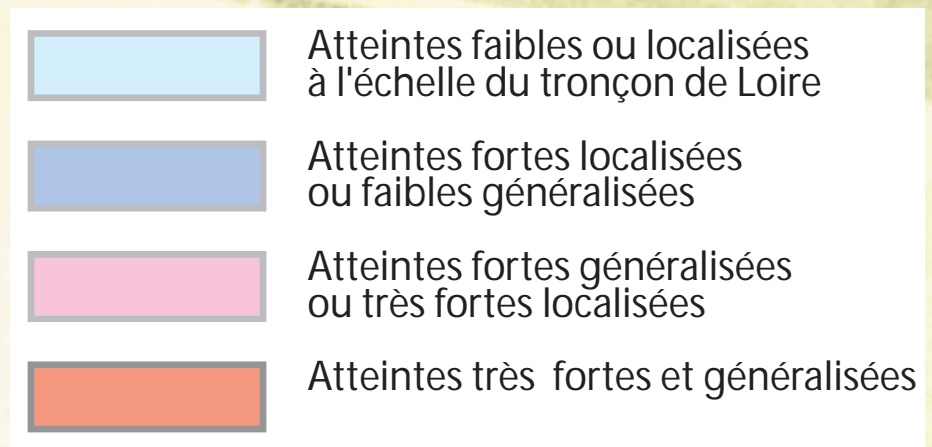 Atteintes faibles ou localisées
à l'échelle du tronçon de Loire
Atteintes fortes localisées
ou faibles généralisées
Atteintes fortes généralisées
ou très fortes localisées
Atteintes très fortes et généralisées